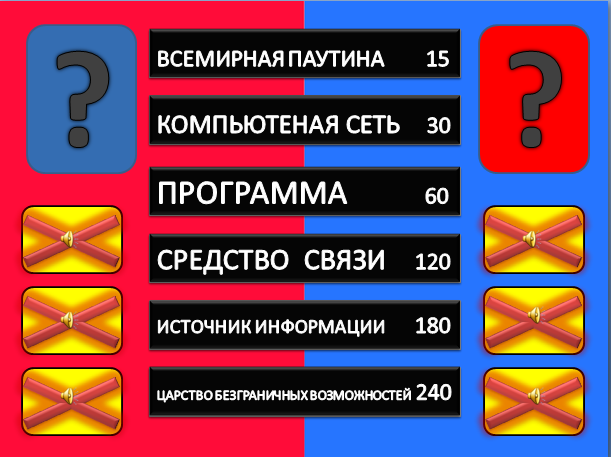 ?
?
ВСЕМИРНАЯ ПАУТИНА 15
КОМПЬЮТЕНАЯ СЕТЬ 30
ПРОГРАММА 60
СРЕДСТВО СВЯЗИ 120
ИСТОЧНИК ИНФОРМАЦИИ 180
ЦАРСТВО БЕЗГРАНИЧНЫХ ВОЗМОЖНОСТЕЙ 240